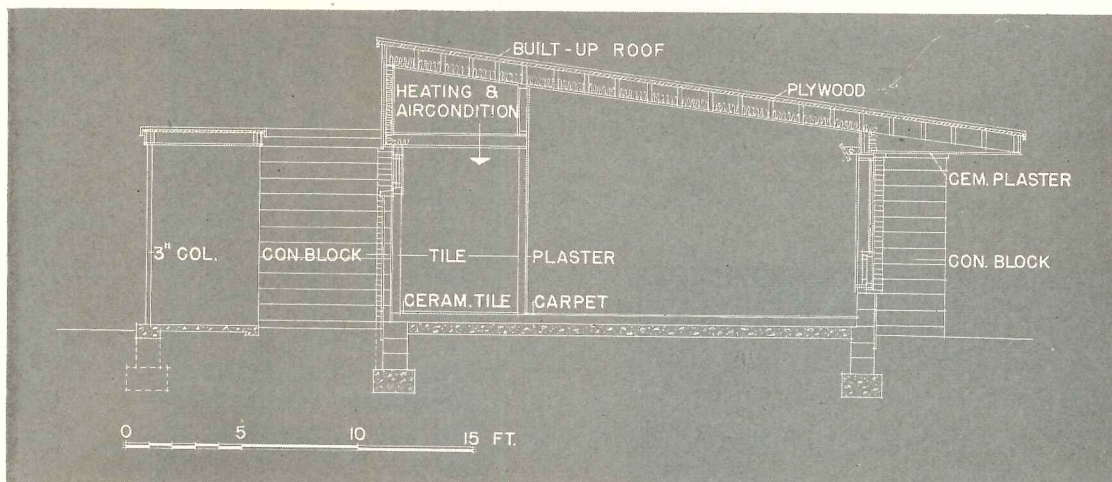 BUILT-UP ROOF
HEATING &
AIRCONDITION
PLYWOOD
CEM. PLASTER
3" COL.
CON. BLOCK
TILE
PLASTER
CON. BLOCK
CERAM. TILE
CARPET
0 5 10 15 FT.